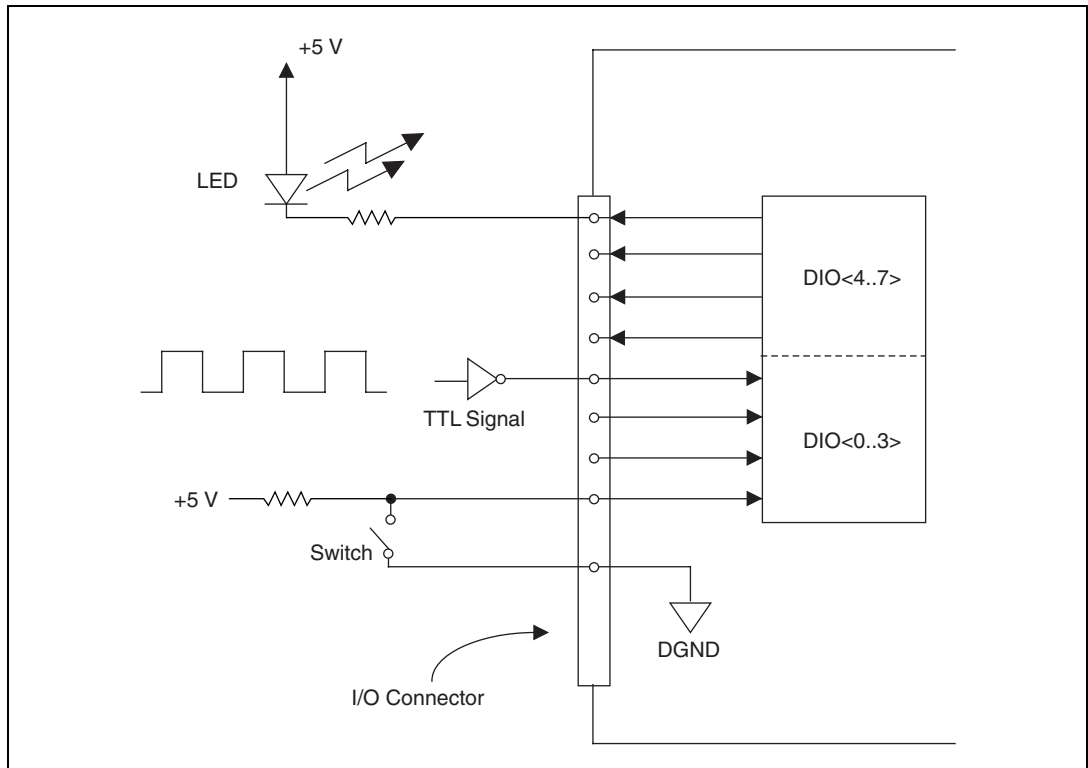 +5 V
LED
DIO<4..7>
TTL Signal
DIO<0..3>
+5 V
Switch
DGND
I/O Connector